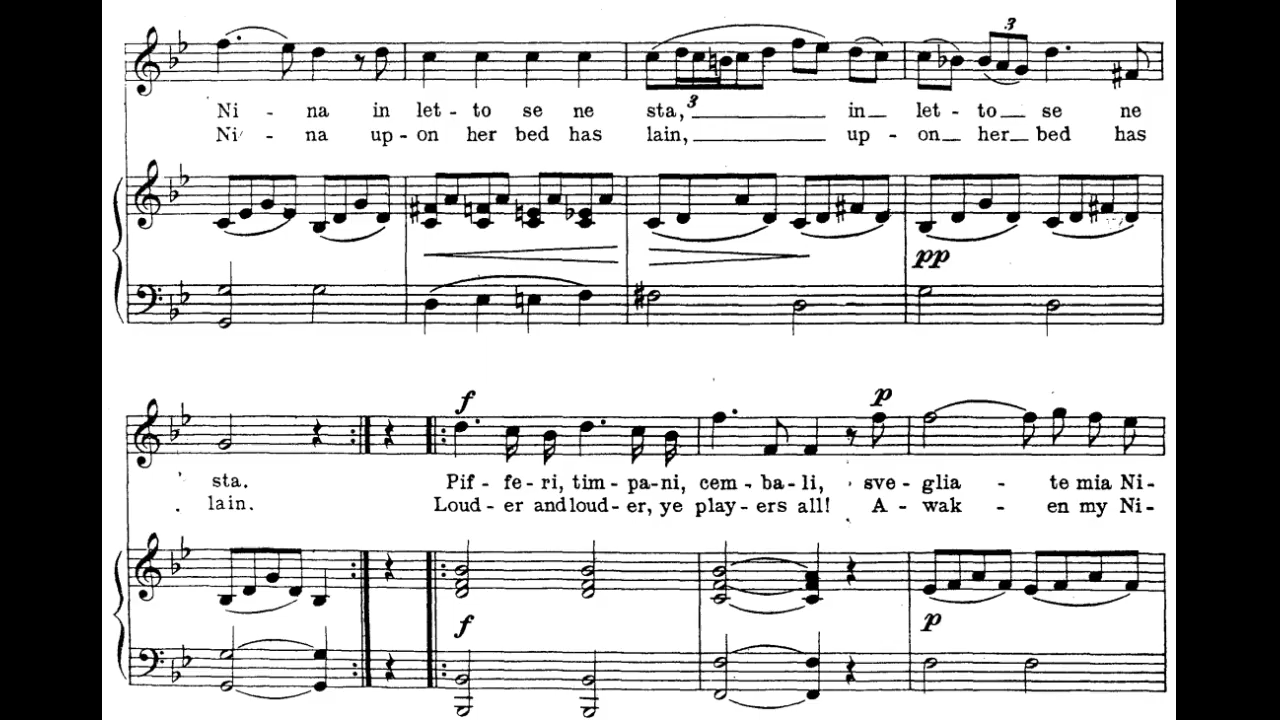 3
Ni - na in let - to se ne sta, in let - to se ne
Ni - na up - on her bed has lain, up - on her bed has
3
pp
f p
sta. Pif - fe - ri, tim - pa - ni, cem - ba - li, sve - glia - te mia Ni -
lain. Loud - er and loud - er, ye play - ers all! A - wak - en my Ni -
f p